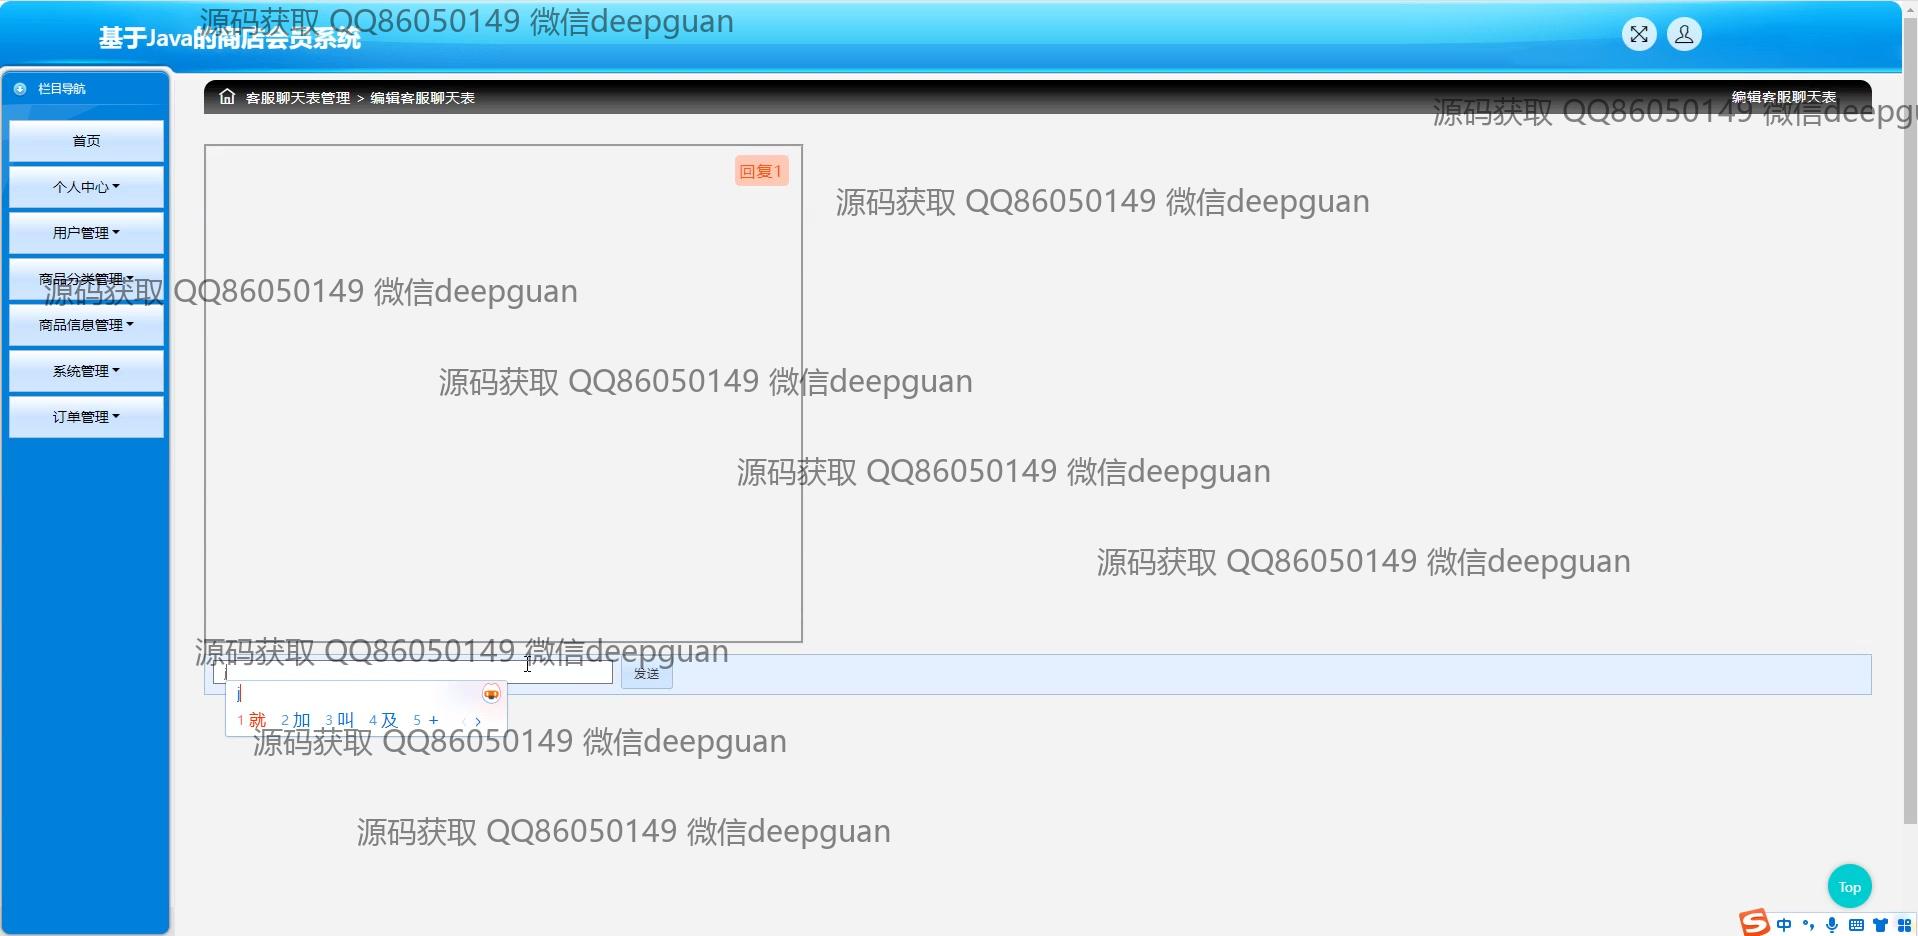 源码获取 QQ86050149 微信deepguan
基于Java的商店会员系统
栏目导航
首页
个人中心
用户管理
商品分类管理
商品信息管理
系统管理
订单管理
客服聊天表管理 > 编辑客服聊天表
编辑客服聊天表
源码获取 QQ86050149 微信deepgu
回复1
源码获取 QQ86050149 微信deepguan
源码获取 QQ86050149 微信deepguan
源码获取 QQ86050149 微信deepguan
源码获取 QQ86050149 微信deepguan
源码获取 QQ86050149 微信deepguan
源码获取 QQ86050149 微信deepguan
j
发送
j
1 就 2 加 3 叫 4 及 5 +
源码获取 QQ86050149 微信deepguan
源码获取 QQ86050149 微信deepguan
Top
S 中